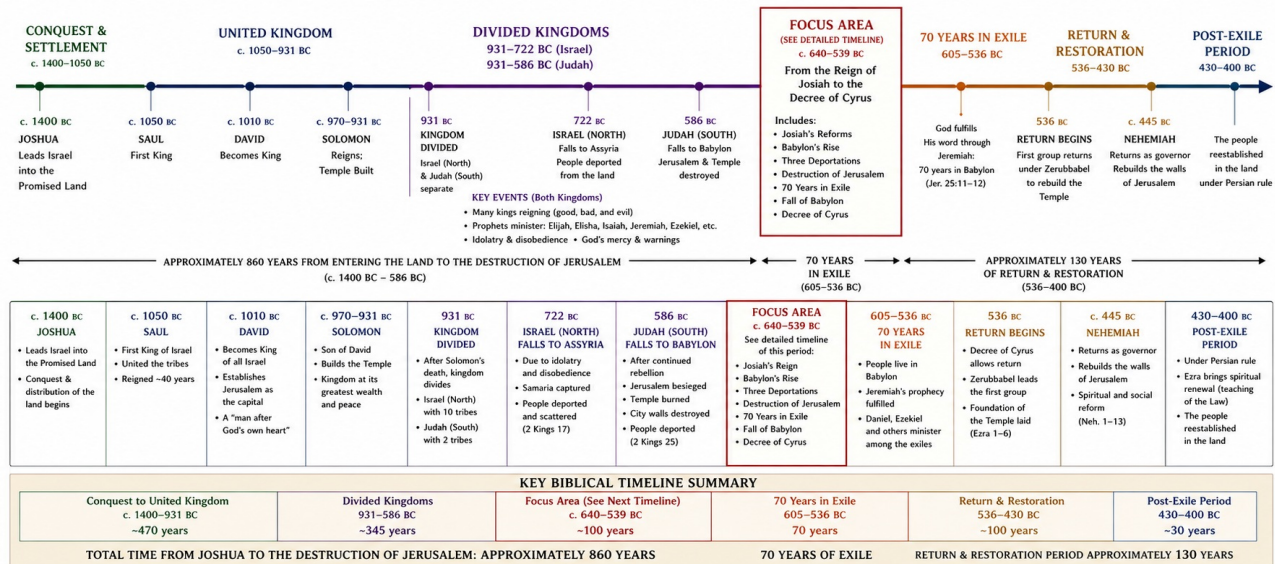 CONQUEST &
SETTLEMENT
c. 1400–1050 BC
UNITED KINGDOM
c. 1050–931 BC
DIVIDED KINGDOMS
931–722 BC (Israel)
931–586 BC (Judah)
FOCUS AREA
(SEE DETAILED TIMELINE)
c. 640–539 BC
From the Reign of
Josiah to the
Decree of Cyrus
Includes:
• Josiah's Reforms
• Babylon's Rise
• Three Deportations
• Destruction of Jerusalem
• 70 Years in Exile
• Fall of Babylon
• Decree of Cyrus
70 YEARS IN EXILE
605–536 BC
RETURN &
RESTORATION
536–430 BC
POST-EXILE
PERIOD
430–400 BC
c. 1400 BC
JOSHUA
Leads Israel
into the
Promised Land
c. 1050 BC
SAUL
First King
c. 1010 BC
DAVID
Becomes King
c. 970–931 BC
SOLOMON
Reigns;
Temple Built
931 BC
KINGDOM
DIVIDED
Israel (North)
& Judah (South)
separate
722 BC
ISRAEL (NORTH)
Falls to Assyria
People deported
from the land
586 BC
JUDAH (SOUTH)
Falls to Babylon
Jerusalem & Temple
destroyed
KEY EVENTS (Both Kingdoms)
• Many kings reigning (good, bad, and evil)
• Prophets minister: Elijah, Elisha, Isaiah, Jeremiah, Ezekiel, etc.
• Idolatry & disobedience • God's mercy & warnings
God fulfills
His word through
Jeremiah:
70 years in Babylon
(Jer. 25:11–12)
536 BC
RETURN BEGINS
First group returns
under Zerubbabel
to rebuild the
Temple
c. 445 BC
NEHEMIAH
Returns as governor
Rebuilds the walls
of Jerusalem
The people
reestablished
in the land
under Persian rule
APPROXIMATELY 860 YEARS FROM ENTERING THE LAND TO THE DESTRUCTION OF JERUSALEM
(c. 1400 BC – 586 BC)
70 YEARS
IN EXILE
(605–536 BC)
APPROXIMATELY 130 YEARS
OF RETURN & RESTORATION
(536–400 BC)
c. 1400 BC
JOSHUA
• Leads Israel into
the Promised Land
• Conquest &
distribution of the
land begins
c. 1050 BC
SAUL
• First King of Israel
• United the tribes
• Reigned ~40 years
c. 1010 BC
DAVID
• Becomes King
of all Israel
• Establishes
Jerusalem as
the capital
• A "man after
God's own heart"
c. 970–931 BC
SOLOMON
• Son of David
• Builds the Temple
• Kingdom at its
greatest wealth
and peace
931 BC
KINGDOM
DIVIDED
• After Solomon's
death, kingdom
divides
• Israel (North)
with 10 tribes
• Judah (South)
with 2 tribes
722 BC
ISRAEL (NORTH)
FALLS TO ASSYRIA
• Due to idolatry
and disobedience
• Samaria captured
• People deported
and scattered
(2 Kings 17)
586 BC
JUDAH (SOUTH)
FALLS TO BABYLON
• After continued
rebellion
• Jerusalem besieged
• Temple burned
• City walls destroyed
• People deported
(2 Kings 25)
FOCUS AREA
c. 640–539 BC
See detailed timeline
of this period:
• Josiah's Reign
• Babylon's Rise
• Three Deportations
• Destruction of Jerusalem
• 70 Years in Exile
• Fall of Babylon
• Decree of Cyrus
605–536 BC
70 YEARS
IN EXILE
• People live in
Babylon
• Jeremiah's prophecy
fulfilled
• Daniel, Ezekiel
and others minister
among the exiles
536 BC
RETURN BEGINS
• Decree of Cyrus
allows return
• Zerubbabel leads
the first group
• Foundation of
the Temple laid
(Ezra 1–6)
c. 445 BC
NEHEMIAH
• Returns as governor
• Rebuilds the walls
of Jerusalem
• Spiritual and social
reform
(Neh. 1–13)
430–400 BC
POST-EXILE
PERIOD
• Under Persian rule
• Ezra brings spiritual
renewal (teaching
of the Law)
• The people
reestablished
in the land
KEY BIBLICAL TIMELINE SUMMARY
Conquest to United Kingdom
c. 1400–931 BC
~470 years
Divided Kingdoms
931–586 BC
~345 years
Focus Area (See Next Timeline)
c. 640–539 BC
~100 years
70 Years in Exile
605–536 BC
70 years
Return & Restoration
536–430 BC
~100 years
Post-Exile Period
430–400 BC
~30 years
TOTAL TIME FROM JOSHUA TO THE DESTRUCTION OF JERUSALEM: APPROXIMATELY 860 YEARS
70 YEARS OF EXILE
RETURN & RESTORATION PERIOD APPROXIMATELY 130 YEARS